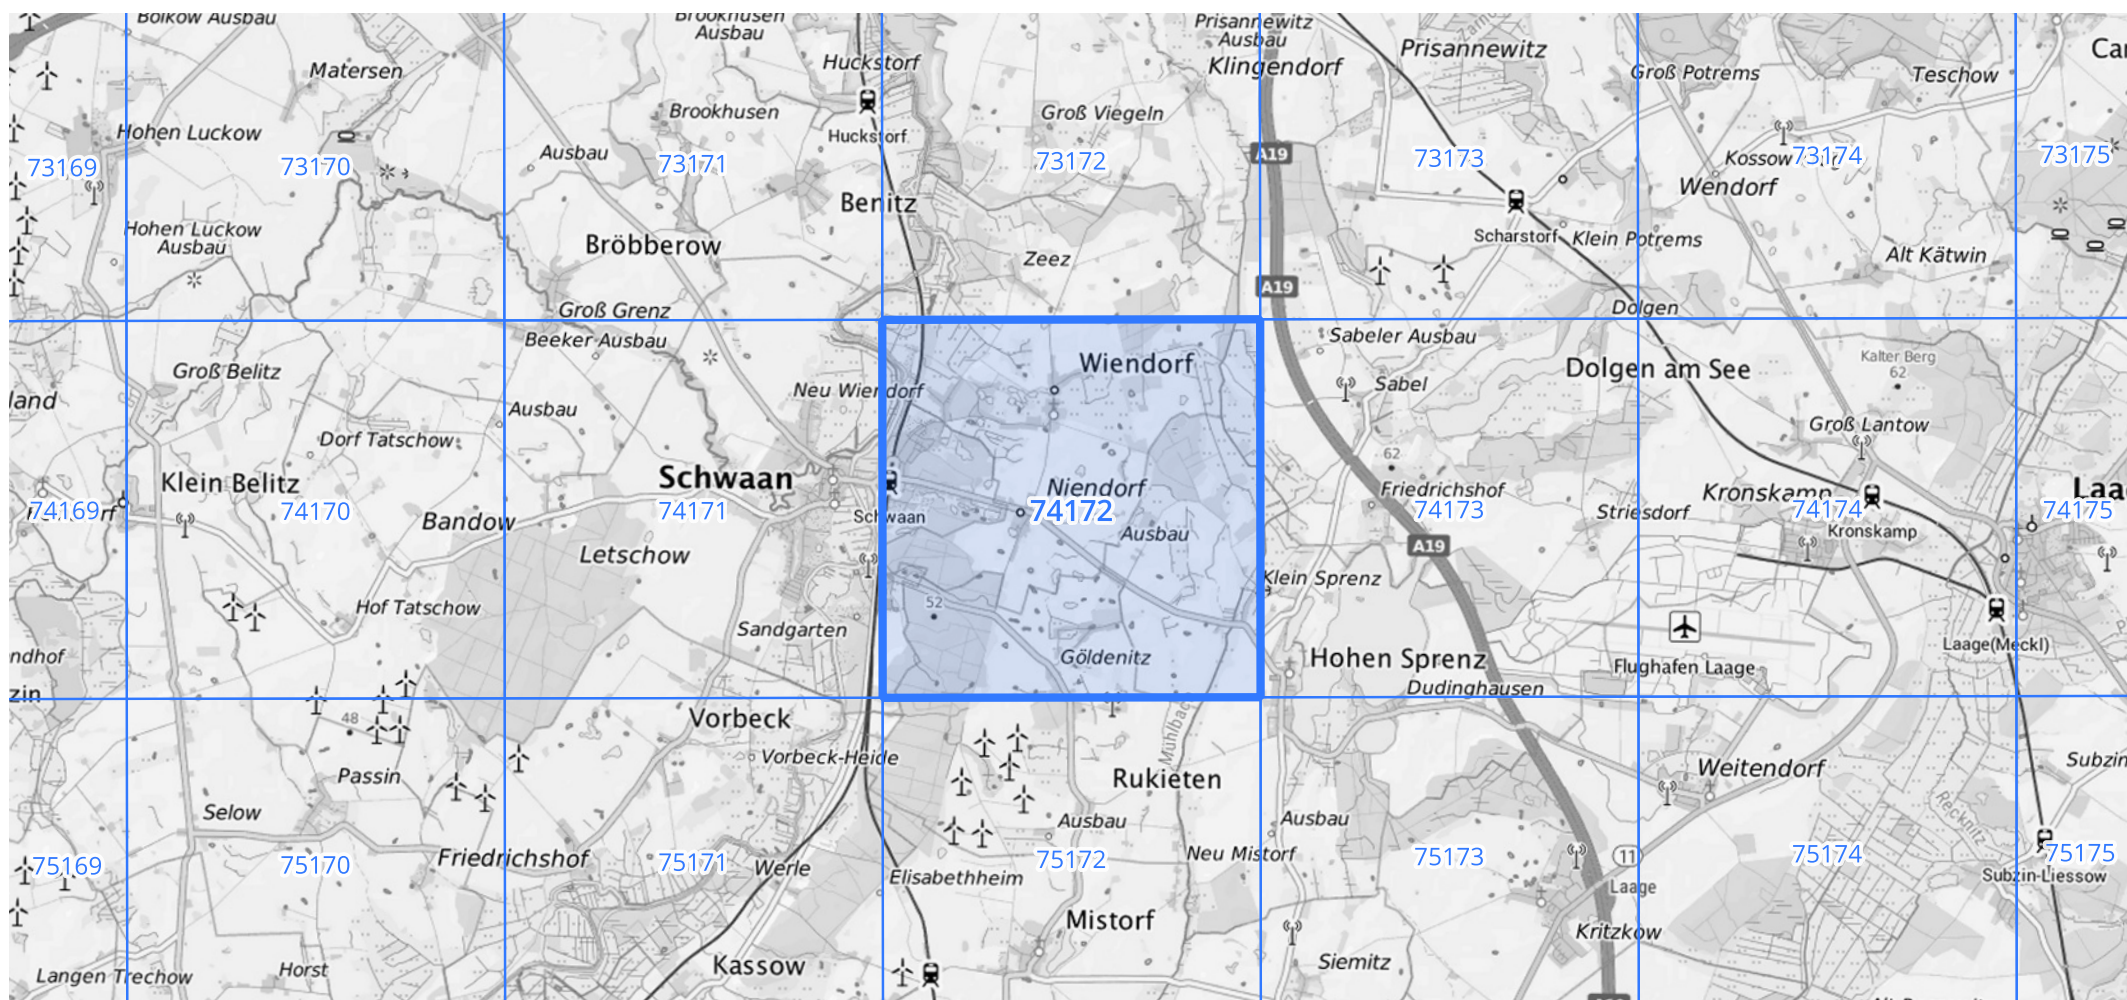 Bolkow Ausbau
Brookhusen
Ausbau
Prisannewitz
Ausbau
Klingendorf
Prisannewitz
Matersen
Huckstorf
Groß Potrems
Teschow
Hohen Luckow
Brookhusen
Huckstorf
Groß Viegeln
A19
Ausbau
Kossow
73169
73170
73171
73172
73173
73174
73175
Wendorf
Benitz
Hohen Luckow
Ausbau
Bröbberow
Scharstorf
Klein Potrems
Zeez
Alt Kätwin
A19
Groß Grenz
Dolgen
Beeker Ausbau
Sabeler Ausbau
Wiendorf
Dolgen am See
Kalter Berg
62
Groß Belitz
Neu Wiendorf
Sabel
land
Ausbau
Dorf Tatschow
Groß Lantow
62
Klein Belitz
Schwaan
Niendorf
Friedrichshof
Kronskamp
Laa
74169
74170
74171
74172
74173
74174
74175
Bandow
Schwaan
Striesdorf
Kronskamp
Ausbau
A19
Letschow
Klein Sprenz
Hof Tatschow
52
Sandgarten
Göldenitz
Hohen Sprenz
Laage(Meckl)
ndhof
Flughafen Laage
zin
Dudinghausen
48
Vorbeck
Vorbeck-Heide
Mühlbac
Passin
Rukieten
Weitendorf
Subzin
Selow
Ausbau
Ausbau
Recknitz
Friedrichshof
Neu Mistorf
11
75169
75170
75171
75172
75173
75174
75175
Werle
Elisabethheim
Laage
Subzin-Liessow
Mistorf
Kritzkow
Langen Trechow
Horst
Kassow
Siemitz